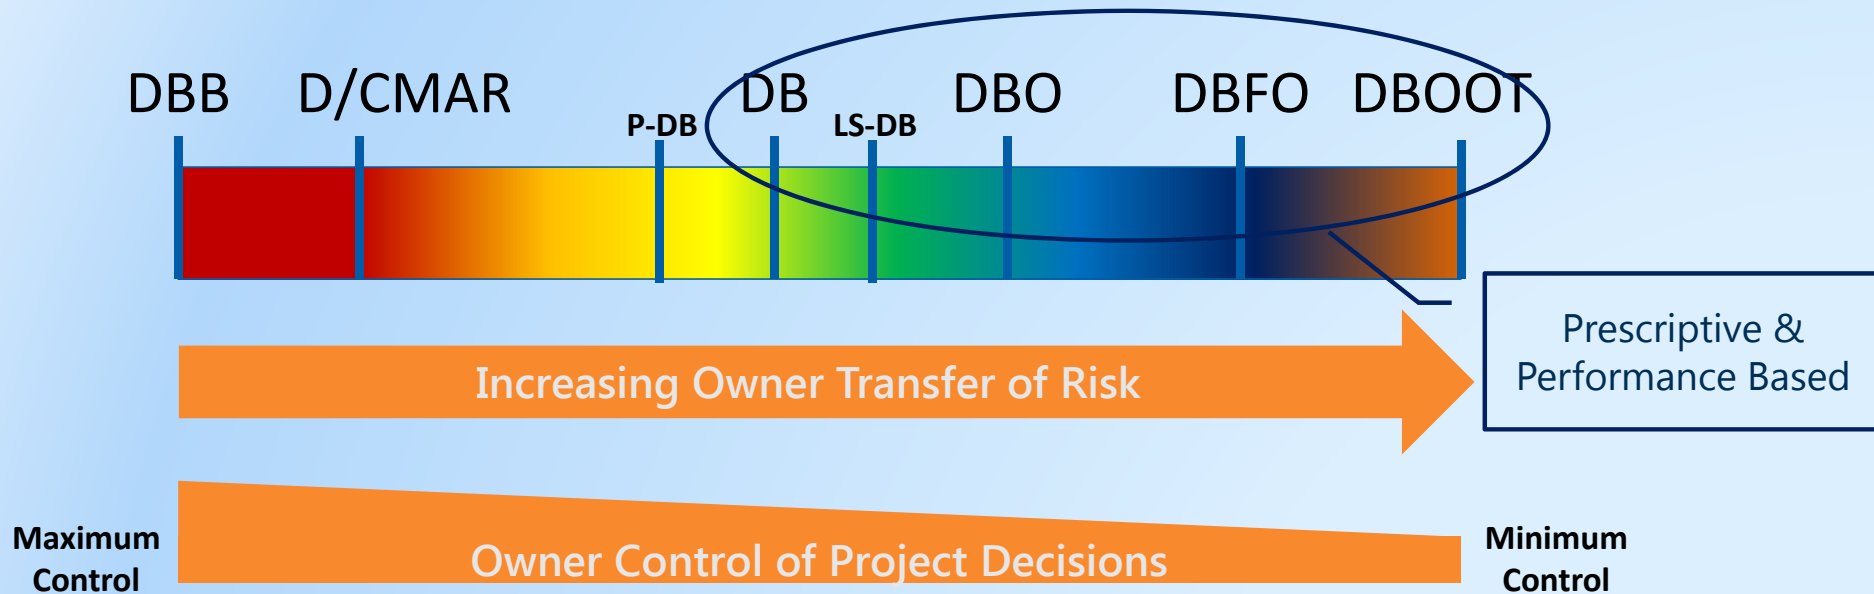 DBB D/CMAR DB DBO DBFO DBOOT
P-DB LS-DB
Prescriptive &
Performance Based
Increasing Owner Transfer of Risk
Maximum
Control
Owner Control of Project Decisions
Minimum
Control